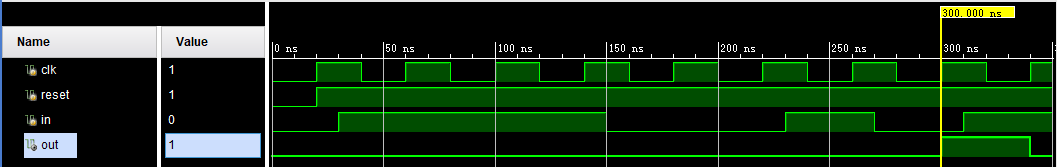 300.000 ns
Name Value
0 ns 50 ns 100 ns 150 ns 200 ns 250 ns 300 ns
clk 1
reset 1
in 0
out 1